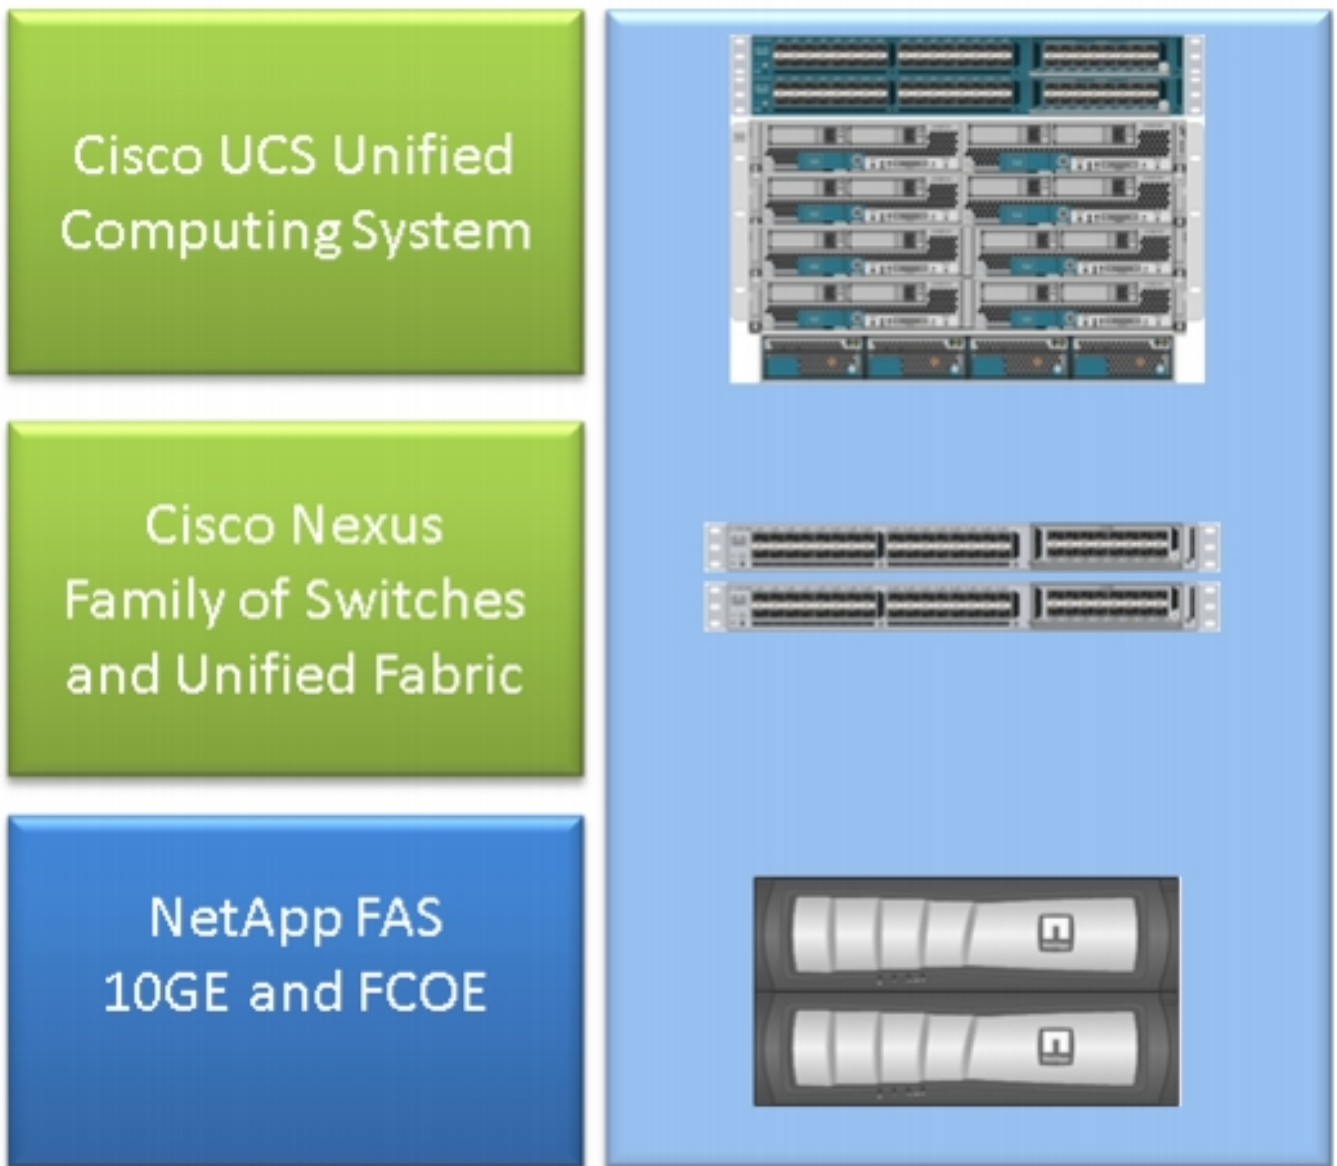 Cisco UCS Unified
Computing System
Cisco Nexus
Family of Switches
and Unified Fabric
NetApp FAS
10GE and FCOE